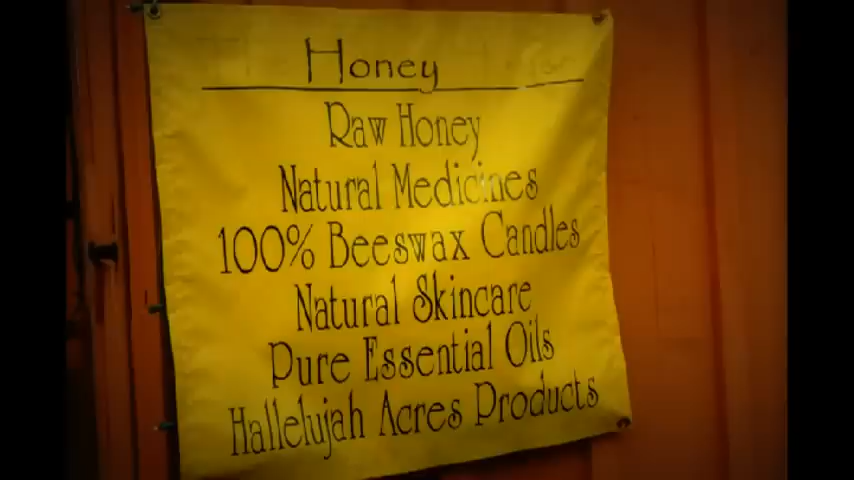 Honey
Raw Honey
Natural Medicines
100% Beeswax Candles
Natural Skincare
Pure Essential Oils
Hallelujah Acres Products